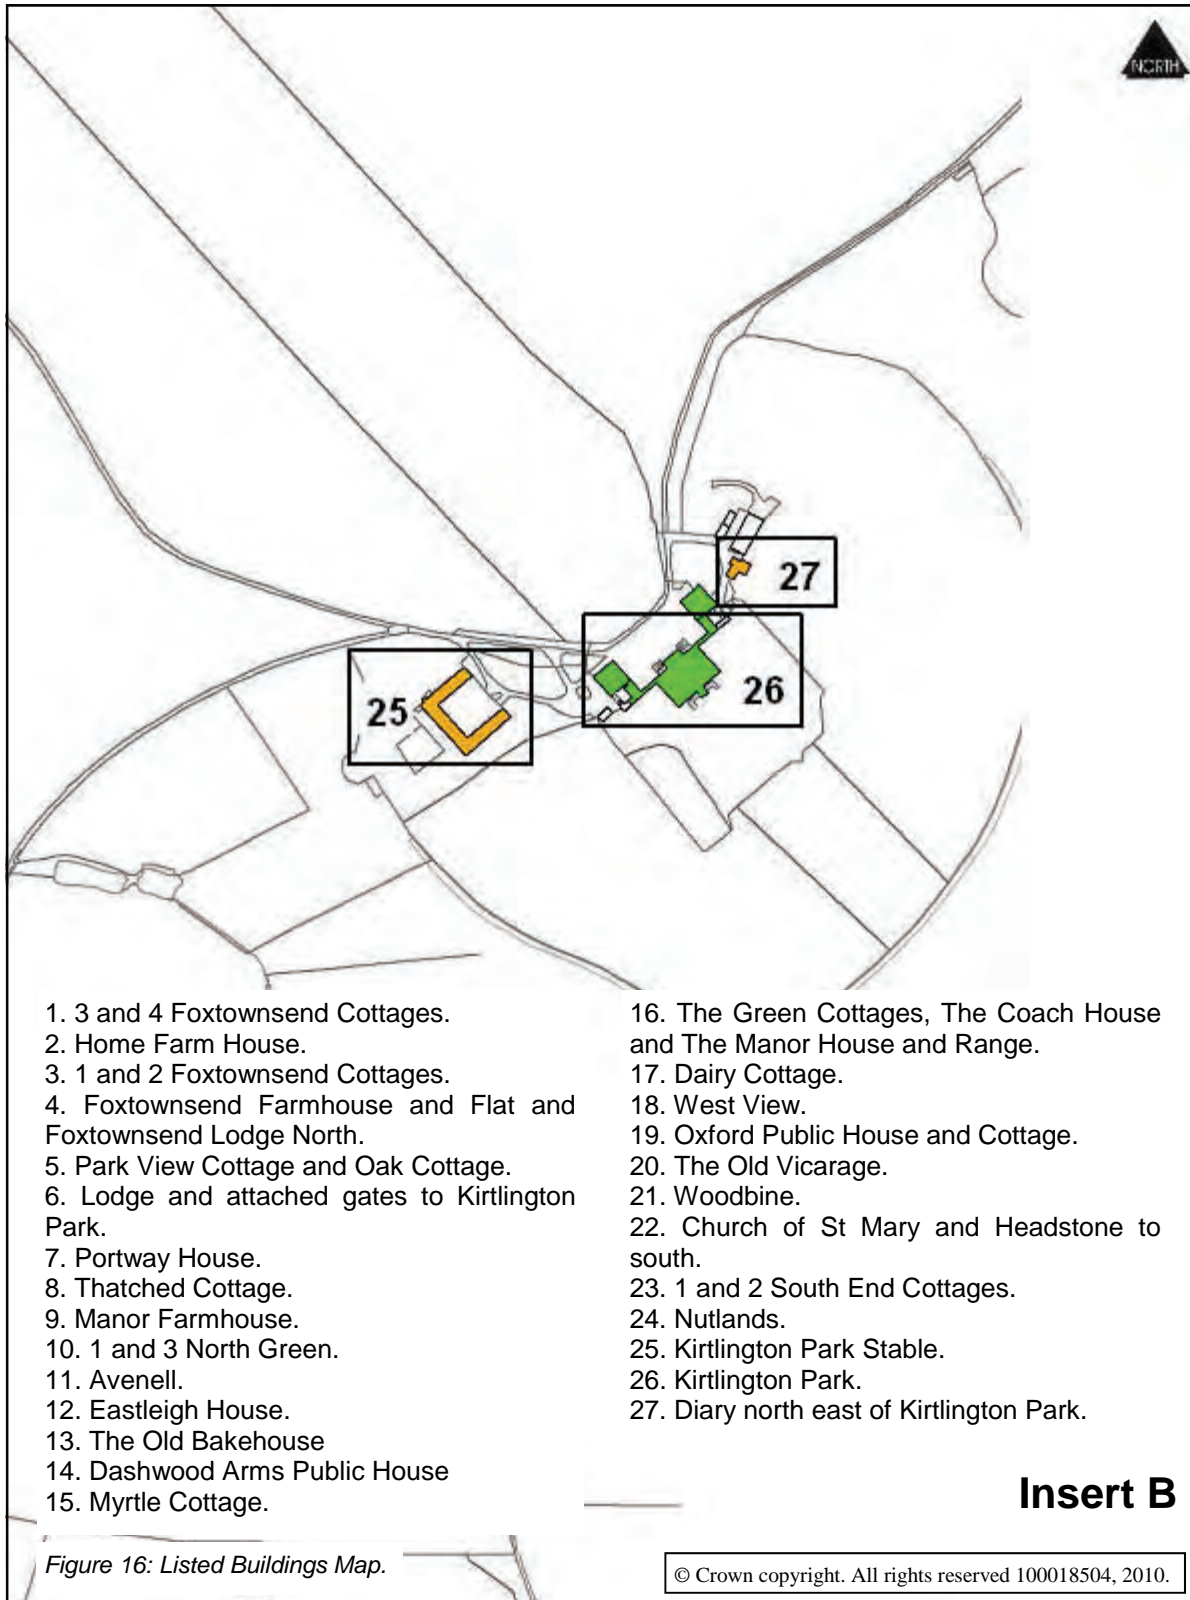 NORTH
27
25
26
1. 3 and 4 Foxtownsend Cottages.
2. Home Farm House.
3. 1 and 2 Foxtownsend Cottages.
4. Foxtownsend Farmhouse and Flat and
Foxtownsend Lodge North.
5. Park View Cottage and Oak Cottage.
6. Lodge and attached gates to Kirtlington
Park.
7. Portway House.
8. Thatched Cottage.
9. Manor Farmhouse.
10. 1 and 3 North Green.
11. Avenell.
12. Eastleigh House.
13. The Old Bakehouse
14. Dashwood Arms Public House
15. Myrtle Cottage.
16. The Green Cottages, The Coach House
and The Manor House and Range.
17. Dairy Cottage.
18. West View.
19. Oxford Public House and Cottage.
20. The Old Vicarage.
21. Woodbine.
22. Church of St Mary and Headstone to
south.
23. 1 and 2 South End Cottages.
24. Nutlands.
25. Kirtlington Park Stable.
26. Kirtlington Park.
27. Diary north east of Kirtlington Park.
Insert B
Figure 16: Listed Buildings Map.
© Crown copyright. All rights reserved 100018504, 2010.